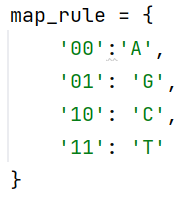 map_rule = {
    '00':'A',
    '01': 'G',
    '10': 'C',
    '11': 'T'
}